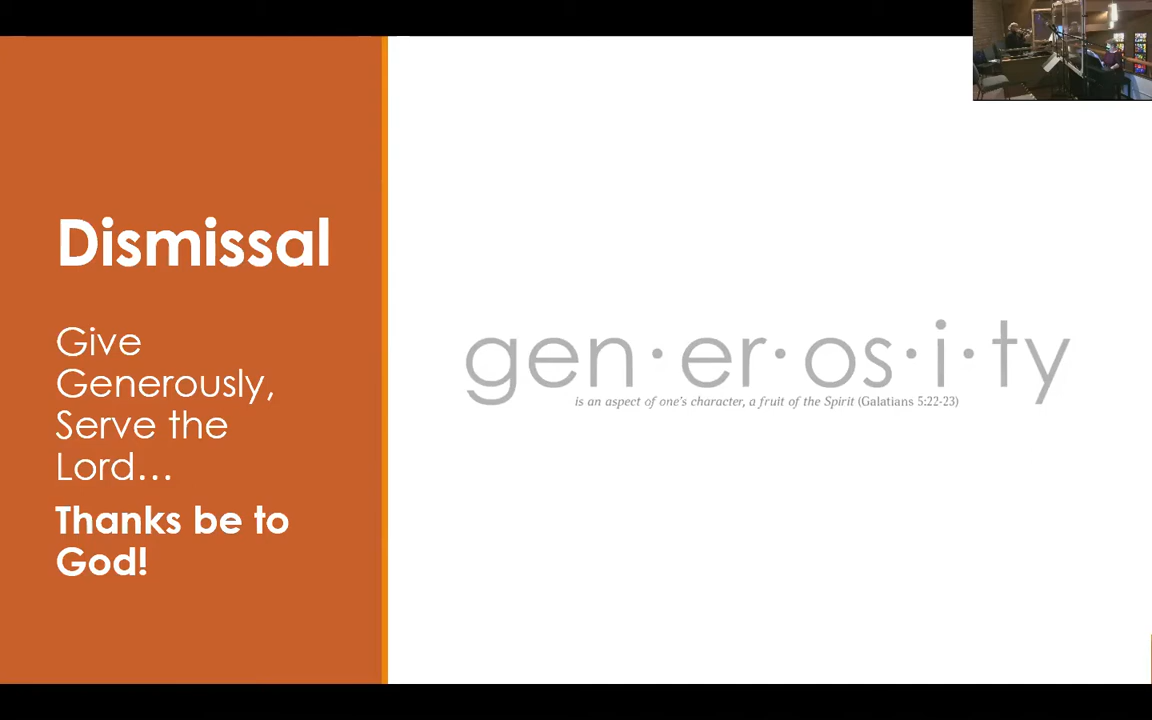 Dismissal
Give
Generously,
Serve the
Lord…
Thanks be to
God!
gen·er·os·i·ty
is an aspect of one's character, a fruit of the Spirit (Galatians 5:22-23)